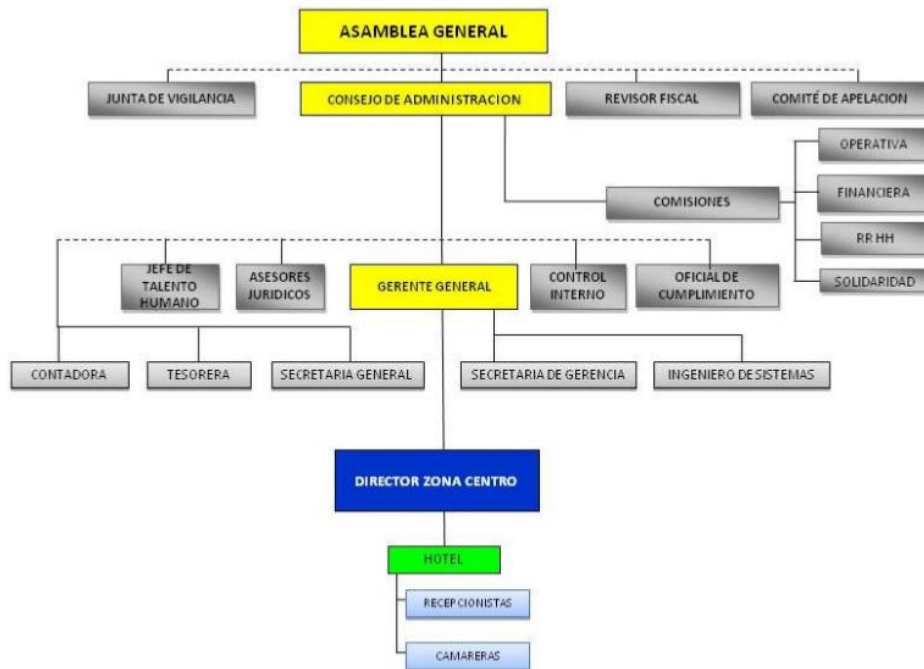 ASAMBLEA GENERAL
JUNTA DE VIGILANCIA
CONSEJO DE ADMINISTRACION
REVISOR FISCAL
COMITÉ DE APELACION
OPERATIVA
COMISIONES
FINANCIERA
RR HH
SOLIDARIDAD
JEFE DE
TALENTO
HUMANO
ASESORES
JURIDICOS
GERENTE GENERAL
CONTROL
INTERNO
OFICIAL DE
CUMPLIMIENTO
CONTADORA
TESORERA
SECRETARIA GENERAL
SECRETARIA DE GERENCIA
INGENIERO DE SISTEMAS
DIRECTOR ZONA CENTRO
HOTEL
RECEPCIONISTAS
CAMARERAS